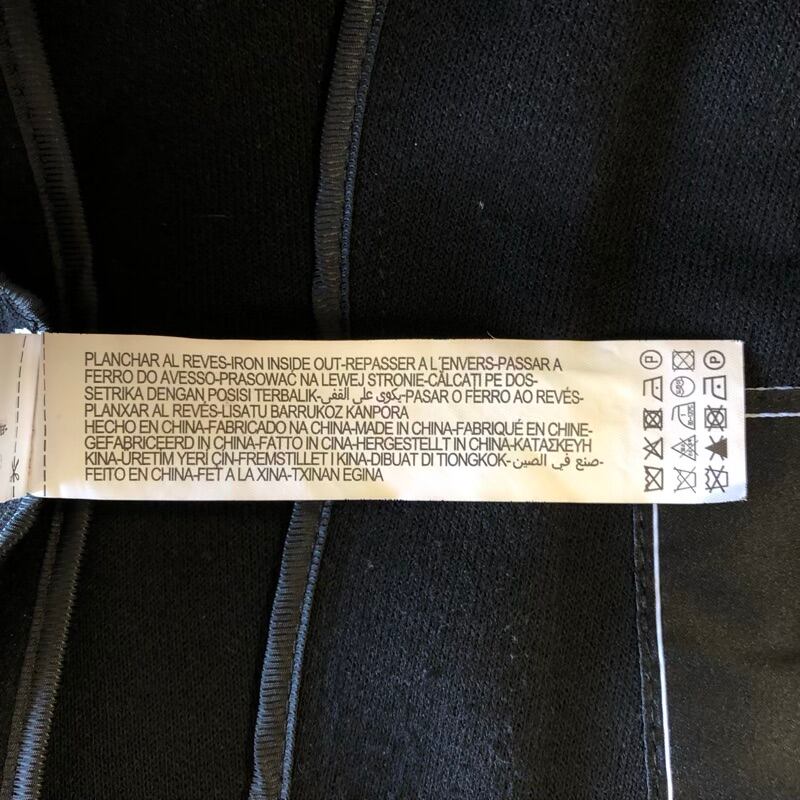 PLANCHAR AL REVES-IRON INSIDE OUT-REPASSER A L´ENVERS-PASSAR A
FERRO DO AVESSO-PRASOWAĆ NA LEWEJ STRONIE-CĂLCAȚI PE DOS-
SETRIKA DENGAN POSISI TERBALIK-يكوى على القفى-PASAR O FERRO AO REVÉS-
PLANXAR AL REVÉS-LISATU BARRUKOZ KANPORA
HECHO EN CHINA-FABRICADO NA CHINA-MADE IN CHINA-FABRIQUÉ EN CHINE-
GEFABRICEERD IN CHINA-FATTO IN CINA-HERGESTELLT IN CHINA-ΚΑΤΑΣΚΕΥΗ
ΚΙΝΑ-ÜRETİM YERİ ÇİN-FREMSTILLET I KINA-DIBUAT DI TIONGKOK-صنع في الصين-
FEITO EN CHINA-FET A LA XINA-TXINAN EGINA